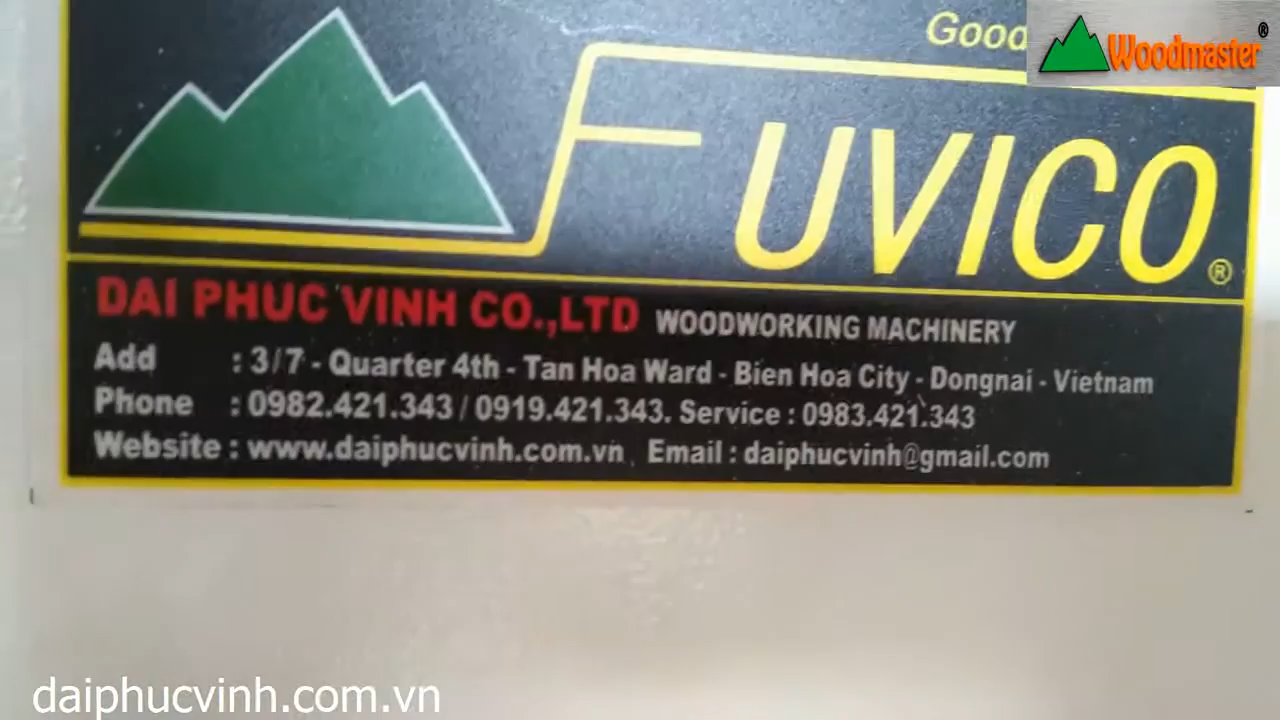 Good
Woodmaster®
FUVICO®
DAI PHUC VINH CO.,LTD WOODWORKING MACHINERY
Add : 3/7 - Quarter 4th - Tan Hoa Ward - Bien Hoa City - Dongnai - Vietnam
Phone : 0982.421.343 / 0919.421.343. Service : 0983.421.343
Website : www.daiphucvinh.com.vn, Email : daiphucvinh@gmail.com
daiphucvinh.com.vn